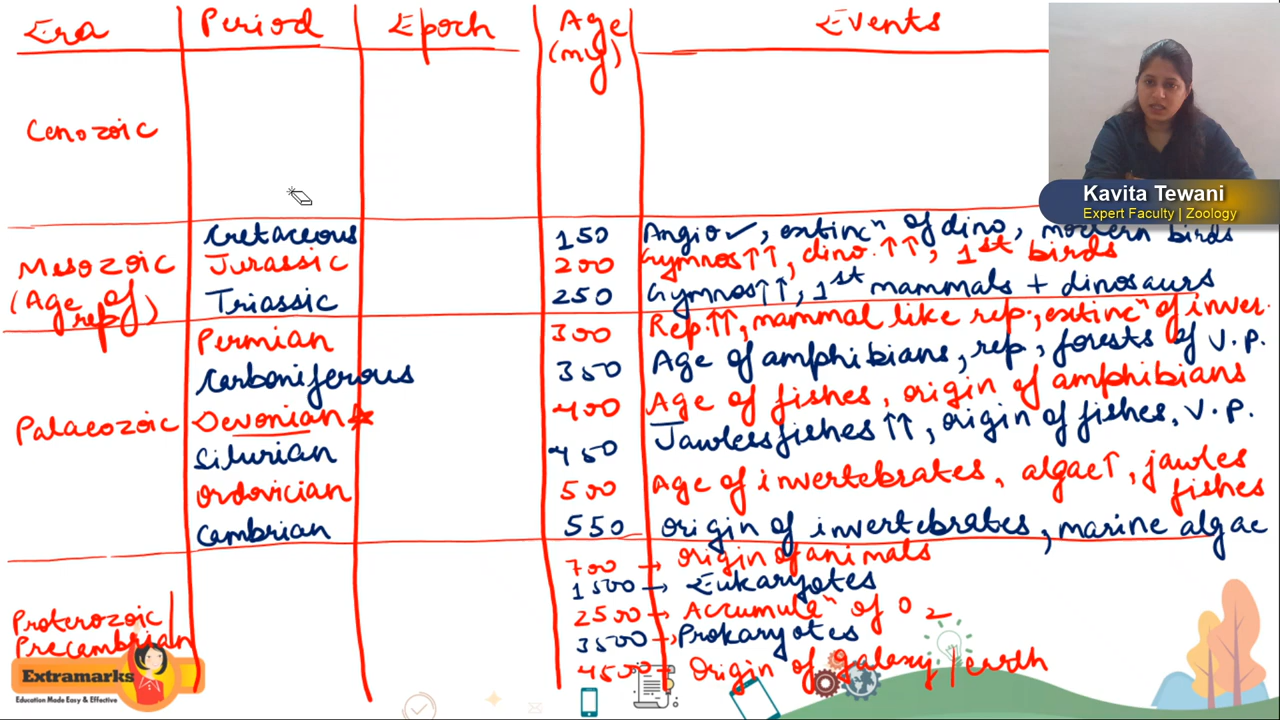 Era Period Epoch Age (my) Events
Kavita Tewani
Expert Faculty | Zoology
Cenozoic
Cretaceous 150 Angio✓, extincⁿ of dino, modern birds
Mesozoic (Age of rep) Jurassic 200 Gymnos↑↑, dino.↑↑, 1st birds
Triassic 250 Gymnos↑↑, 1st mammals + dinosaurs
Permian 300 Rep.↑↑, mammal like rep., extincⁿ of inver.
Carboniferous 350 Age of amphibians, rep, forests of V.P.
Palaeozoic Devonian 400 Age of fishes, origin of amphibians
Silurian 450 Jawless fishes ↑↑, origin of fishes, V.P.
Ordovician 500 Age of invertebrates, algae↑, jawles fishes
Cambrian 550 origin of invertebrates, marine algae
700 → Origin of animals
1500 → Eukaryotes
Proterozoic 2500 → Accumulaⁿ of O2
Precambrian 3500 → Prokaryotes
4500 → Origin of galaxy/earth
Extramarks
Education Made Easy & Effective